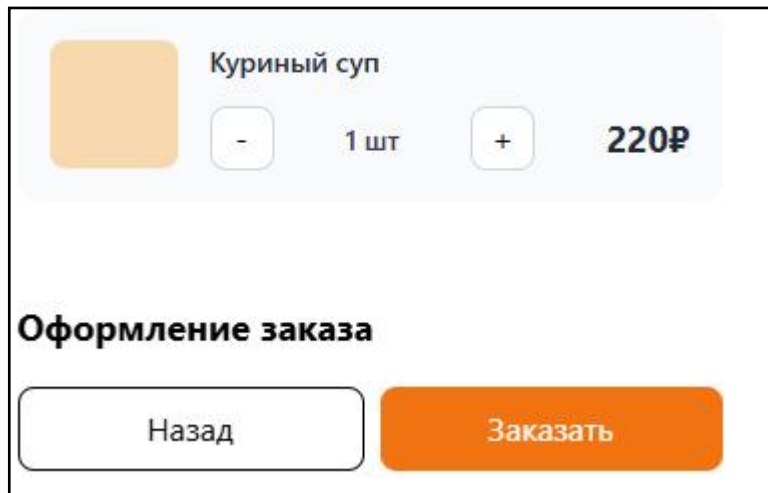 Куриный суп
- 1 шт + 220₽
Оформление заказа
Назад Заказать